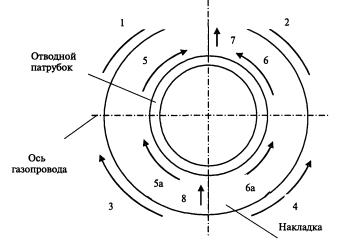 1
2
Отводной
патрубок
5
7
6
Ось
газопровода
5а
8
6а
3
4
Накладка